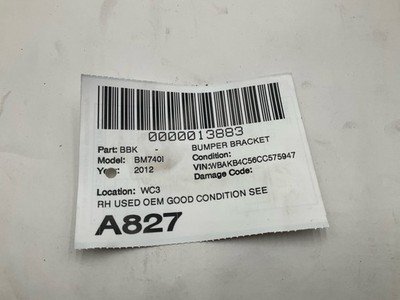 0000013883
Part: BBK BUMPER BRACKET
Model: BM740I Condition:
Year: 2012 VIN:WBAKB4C56CC575947
Damage Code:
Location: WC3
RH USED OEM GOOD CONDITION SEE
A827